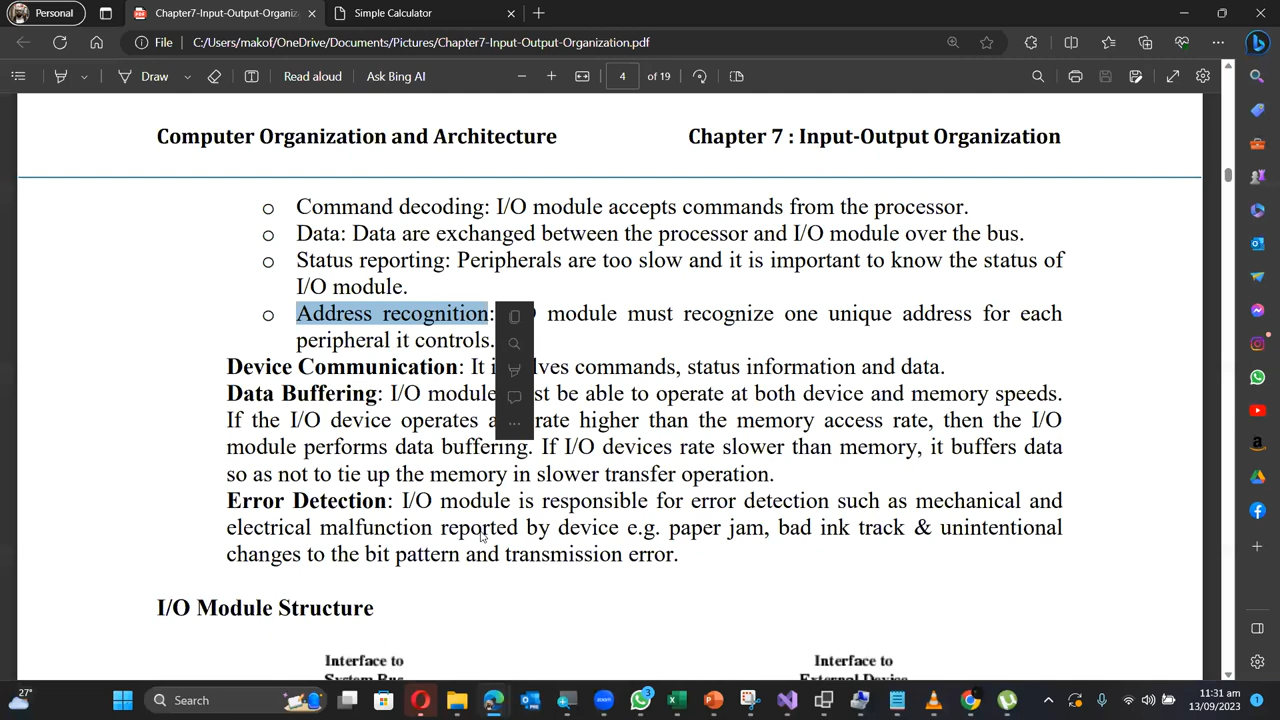 Personal
Chapter7-Input-Output-Organiza
Simple Calculator
File
C:/Users/makof/OneDrive/Documents/Pictures/Chapter7-Input-Output-Organization.pdf
Draw
Read aloud
Ask Bing AI
4
of 19
Computer Organization and Architecture
Chapter 7 : Input-Output Organization
o Command decoding: I/O module accepts commands from the processor.
o Data: Data are exchanged between the processor and I/O module over the bus.
o Status reporting: Peripherals are too slow and it is important to know the status of
I/O module.
o Address recognition: module must recognize one unique address for each
peripheral it controls.
Device Communication: It commands, status information and data.
Data Buffering: I/O module be able to operate at both device and memory speeds.
If the I/O device operates rate higher than the memory access rate, then the I/O
module performs data buffering. If I/O devices rate slower than memory, it buffers data
so as not to tie up the memory in slower transfer operation.
Error Detection: I/O module is responsible for error detection such as mechanical and
electrical malfunction reported by device e.g. paper jam, bad ink track & unintentional
changes to the bit pattern and transmission error.
I/O Module Structure
Interface to
System Bus
Interface to
External Device
27°
Search
3
11:31 am
13/09/2023